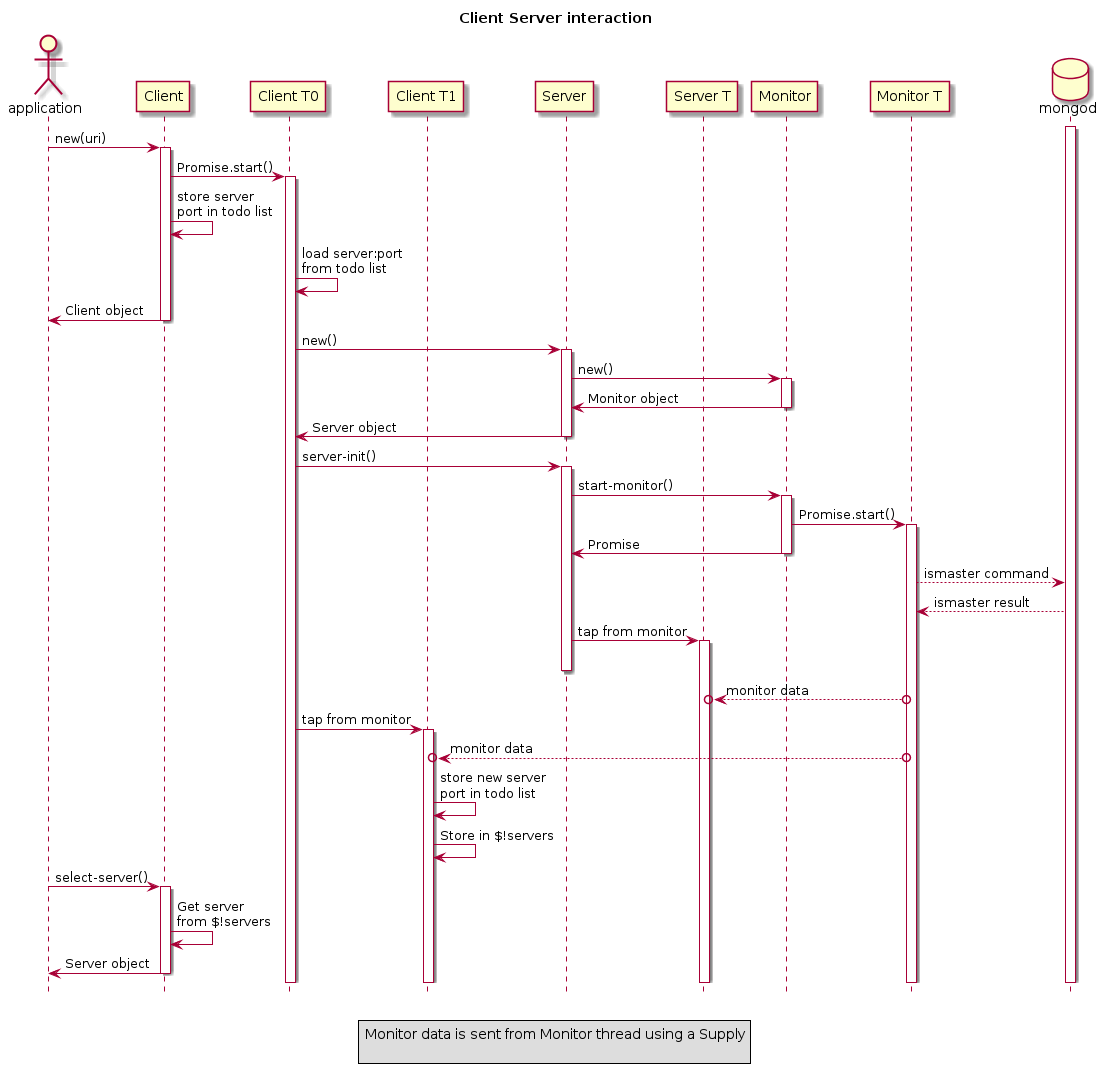 Client Server interaction
application
Client
Client T0
Client T1
Server
Server T
Monitor
Monitor T
mongod
new(uri)
Promise.start()
store server
port in todo list
load server:port
from todo list
Client object
new()
new()
Monitor object
Server object
server-init()
start-monitor()
Promise.start()
Promise
ismaster command
ismaster result
tap from monitor
monitor data
tap from monitor
monitor data
store new server
port in todo list
Store in $!servers
select-server()
Get server
from $!servers
Server object
Monitor data is sent from Monitor thread using a Supply